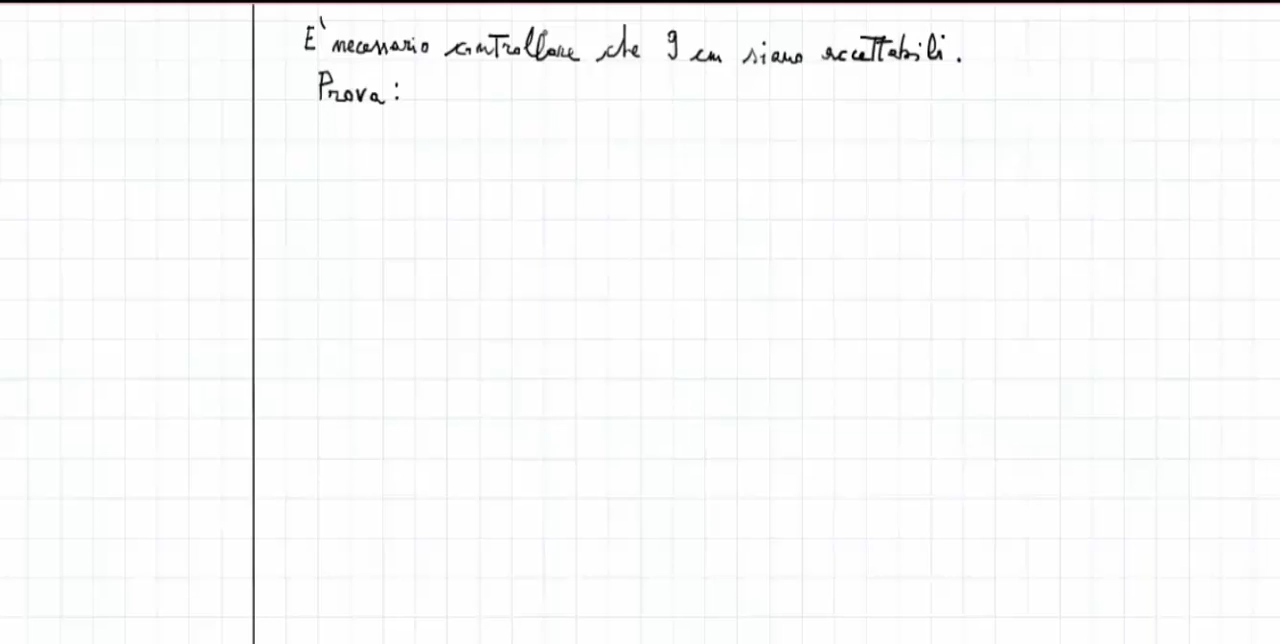 E' necessario controllare che 9 cm siano accettabili.
Prova: